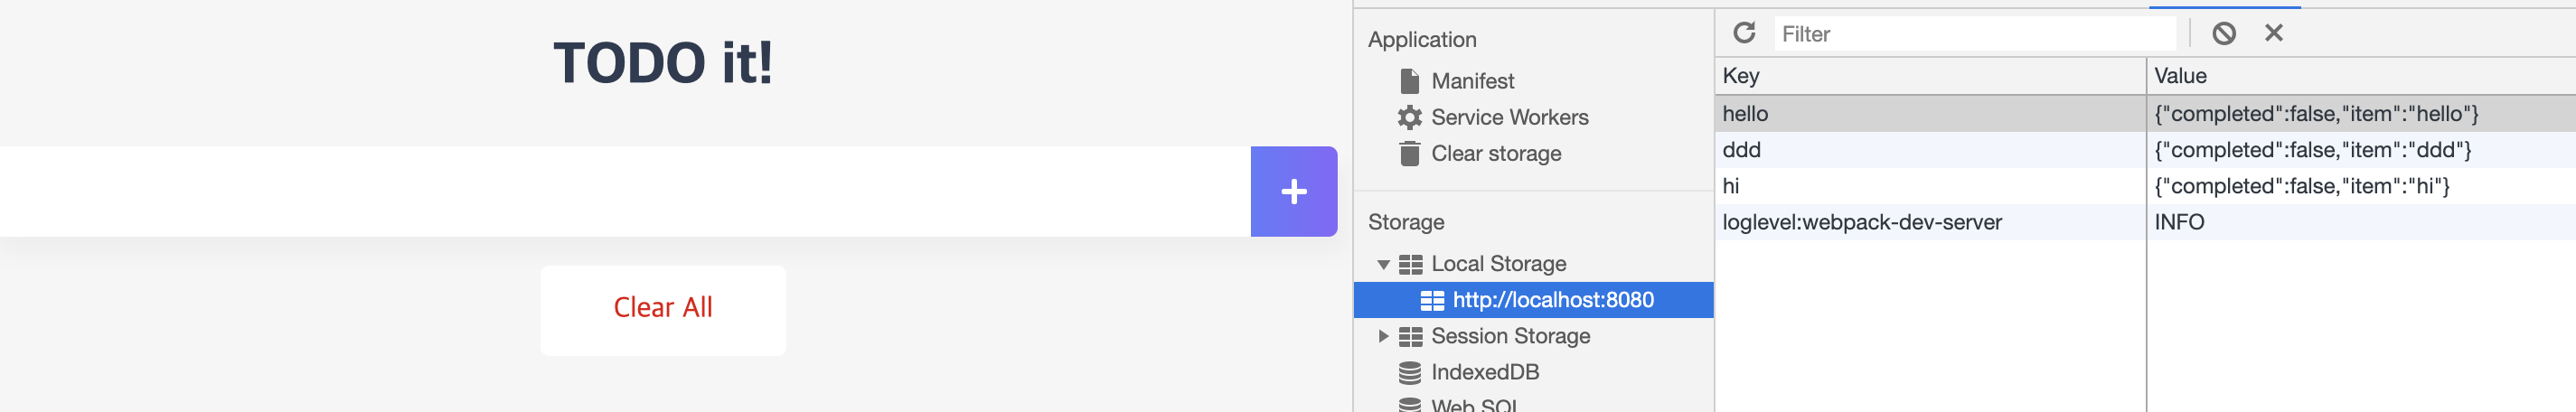 TODO it!
+
Clear All
Application
Manifest
Service Workers
Clear storage
Storage
Local Storage
http://localhost:8080
Session Storage
IndexedDB
Web SQL
Filter
Key Value
hello {"completed":false,"item":"hello"}
ddd {"completed":false,"item":"ddd"}
hi {"completed":false,"item":"hi"}
loglevel:webpack-dev-server INFO